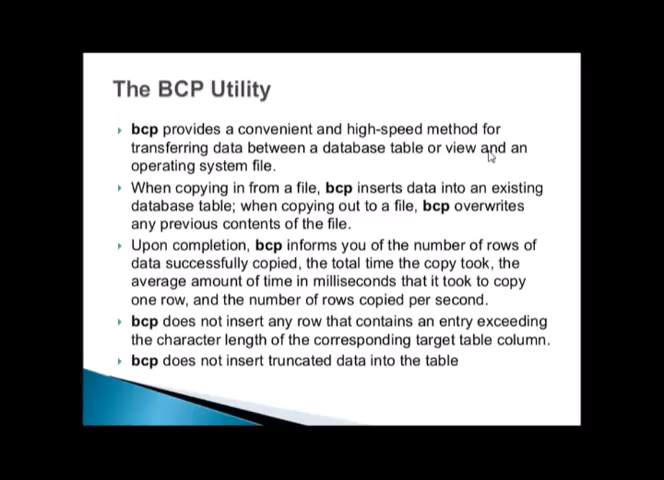 The BCP Utility
bcp provides a convenient and high-speed method for
transferring data between a database table or view and an
operating system file.
When copying in from a file, bcp inserts data into an existing
database table; when copying out to a file, bcp overwrites
any previous contents of the file.
Upon completion, bcp informs you of the number of rows of
data successfully copied, the total time the copy took, the
average amount of time in milliseconds that it took to copy
one row, and the number of rows copied per second.
bcp does not insert any row that contains an entry exceeding
the character length of the corresponding target table column.
bcp does not insert truncated data into the table